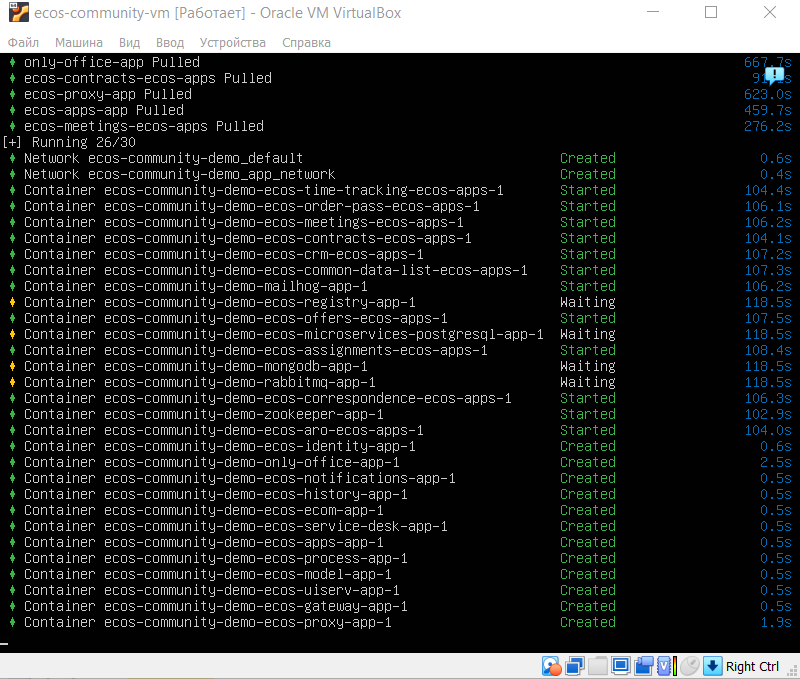 ecos-community-vm [Работает] - Oracle VM VirtualBox
Файл Машина Вид Ввод Устройства Справка
only-office-app Pulled 667.7s
ecos-contracts-ecos-apps Pulled
ecos-proxy-app Pulled 623.0s
ecos-apps-app Pulled 459.7s
ecos-meetings-ecos-apps Pulled 276.2s
[+] Running 26/30
Network ecos-community-demo_default Created 0.6s
Network ecos-community-demo_app_network Created 0.4s
Container ecos-community-demo-ecos-time-tracking-ecos-apps-1 Started 104.4s
Container ecos-community-demo-ecos-order-pass-ecos-apps-1 Started 106.1s
Container ecos-community-demo-ecos-meetings-ecos-apps-1 Started 106.2s
Container ecos-community-demo-ecos-contracts-ecos-apps-1 Started 104.1s
Container ecos-community-demo-ecos-crm-ecos-apps-1 Started 107.2s
Container ecos-community-demo-ecos-common-data-list-ecos-apps-1 Started 107.3s
Container ecos-community-demo-mailhog-app-1 Started 106.2s
Container ecos-community-demo-ecos-registry-app-1 Waiting 118.5s
Container ecos-community-demo-ecos-offers-ecos-apps-1 Started 107.5s
Container ecos-community-demo-ecos-microservices-postgresql-app-1 Waiting 118.5s
Container ecos-community-demo-ecos-assignments-ecos-apps-1 Started 108.4s
Container ecos-community-demo-mongodb-app-1 Waiting 118.5s
Container ecos-community-demo-rabbitmq-app-1 Waiting 118.5s
Container ecos-community-demo-ecos-correspondence-ecos-apps-1 Started 106.3s
Container ecos-community-demo-zookeeper-app-1 Started 102.9s
Container ecos-community-demo-ecos-aro-ecos-apps-1 Started 104.0s
Container ecos-community-demo-ecos-identity-app-1 Created 0.6s
Container ecos-community-demo-only-office-app-1 Created 2.5s
Container ecos-community-demo-ecos-notifications-app-1 Created 0.5s
Container ecos-community-demo-ecos-history-app-1 Created 0.5s
Container ecos-community-demo-ecos-ecom-app-1 Created 0.5s
Container ecos-community-demo-ecos-service-desk-app-1 Created 0.5s
Container ecos-community-demo-ecos-apps-app-1 Created 0.5s
Container ecos-community-demo-ecos-process-app-1 Created 0.5s
Container ecos-community-demo-ecos-model-app-1 Created 0.5s
Container ecos-community-demo-ecos-uiserv-app-1 Created 0.5s
Container ecos-community-demo-ecos-gateway-app-1 Created 0.5s
Container ecos-community-demo-ecos-proxy-app-1 Created 1.9s
Right Ctrl